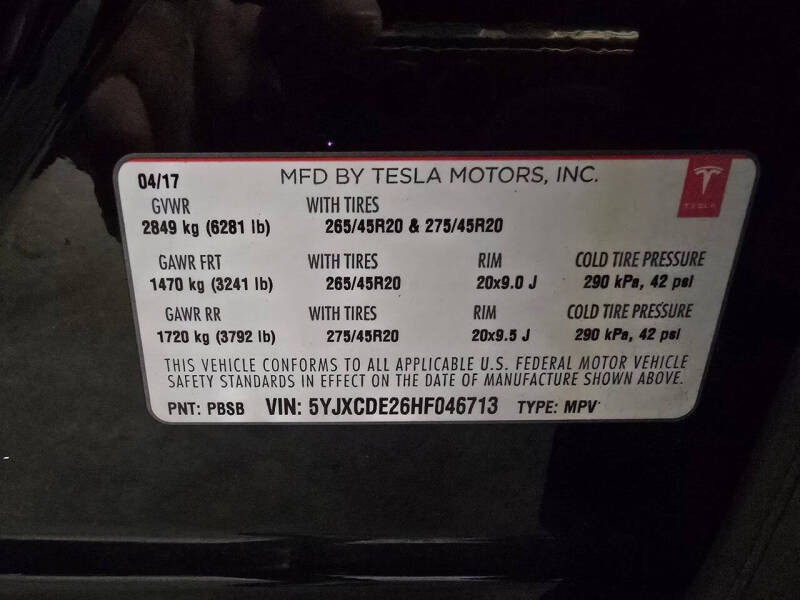 04/17 MFD BY TESLA MOTORS, INC.
TESLA
GVWR WITH TIRES
2849 kg (6281 lb) 265/45R20 & 275/45R20
GAWR FRT WITH TIRES RIM COLD TIRE PRESSURE
1470 kg (3241 lb) 265/45R20 20x9.0 J 290 kPa, 42 psi
GAWR RR WITH TIRES RIM COLD TIRE PRESSURE
1720 kg (3792 lb) 275/45R20 20x9.5 J 290 kPa, 42 psi
THIS VEHICLE CONFORMS TO ALL APPLICABLE U.S. FEDERAL MOTOR VEHICLE
SAFETY STANDARDS IN EFFECT ON THE DATE OF MANUFACTURE SHOWN ABOVE.
PNT: PBSB VIN: 5YJXCDE26HF046713 TYPE: MPV